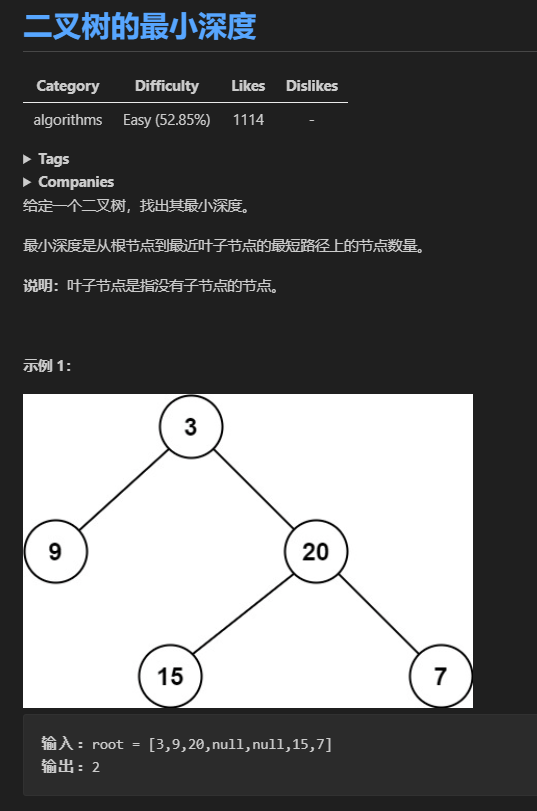 二叉树的最小深度
Category Difficulty Likes Dislikes
algorithms Easy (52.85%) 1114 -
Tags
Companies
给定一个二叉树，找出其最小深度。
最小深度是从根节点到最近叶子节点的最短路径上的节点数量。
说明：叶子节点是指没有子节点的节点。
示例 1：
3
9 20
15 7
输入：root = [3,9,20,null,null,15,7]
输出：2